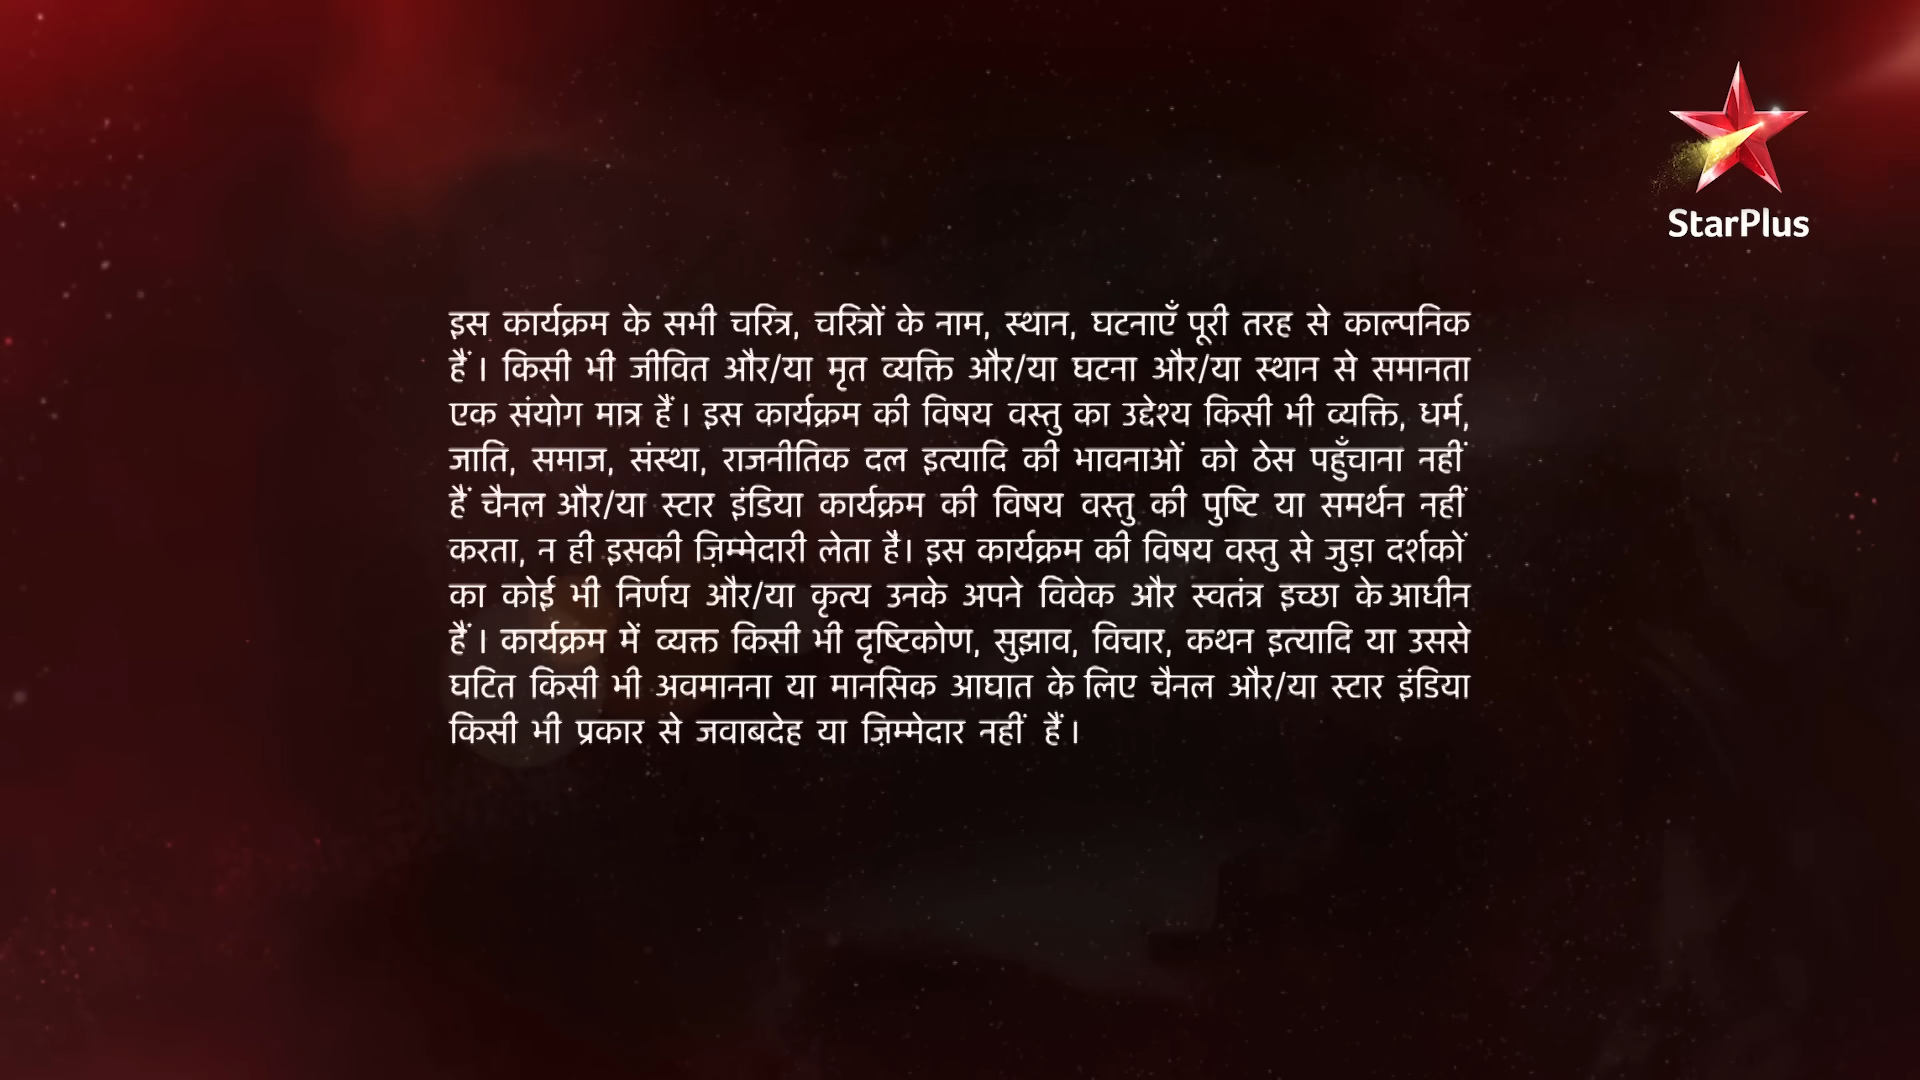 StarPlus
इस कार्यक्रम के सभी चरित्र, चरित्रों के नाम, स्थान, घटनाएँ पूरी तरह से काल्पनिक
हैं । किसी भी जीवित और/या मृत व्यक्ति और/या घटना और/या स्थान से समानता
एक संयोग मात्र हैं । इस कार्यक्रम की विषय वस्तु का उद्देश्य किसी भी व्यक्ति, धर्म,
जाति, समाज, संस्था, राजनीतिक दल इत्यादि की भावनाओं को ठेस पहुँचाना नहीं
हैं चैनल और/या स्टार इंडिया कार्यक्रम की विषय वस्तु की पुष्टि या समर्थन नहीं
करता, न ही इसकी ज़िम्मेदारी लेता है। इस कार्यक्रम की विषय वस्तु से जुड़ा दर्शकों
का कोई भी निर्णय और/या कृत्य उनके अपने विवेक और स्वतंत्र इच्छा के आधीन
हैं । कार्यक्रम में व्यक्त किसी भी दृष्टिकोण, सुझाव, विचार, कथन इत्यादि या उससे
घटित किसी भी अवमानना या मानसिक आघात के लिए चैनल और/या स्टार इंडिया
किसी भी प्रकार से जवाबदेह या ज़िम्मेदार नहीं हैं ।